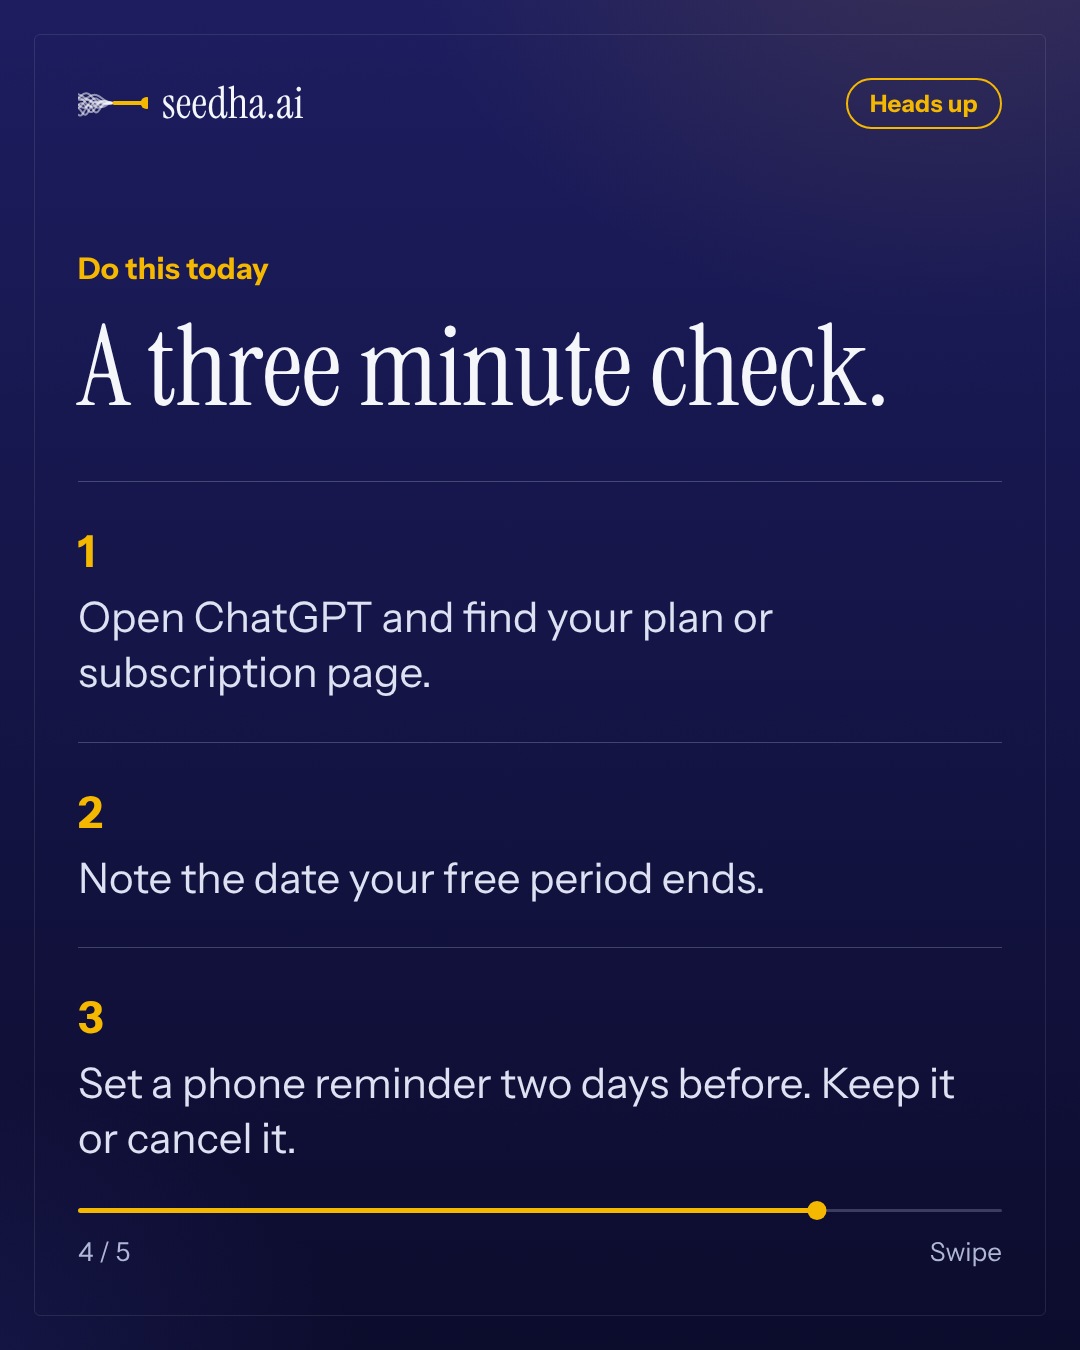 seedha.ai
Heads up
Do this today
A three minute check.
1
Open ChatGPT and find your plan or
subscription page.
2
Note the date your free period ends.
3
Set a phone reminder two days before. Keep it
or cancel it.
4 / 5
Swipe